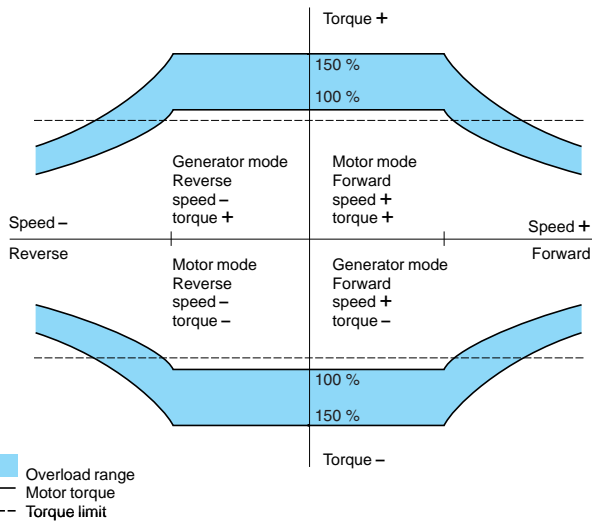 Torque +
150 %
100 %
Generator mode
Reverse
speed –
torque +
Motor mode
Forward
speed +
torque +
Speed –
Speed +
Reverse
Forward
Motor mode
Reverse
speed –
torque –
Generator mode
Forward
speed +
torque –
100 %
150 %
Torque –
Overload range
Motor torque
Torque limit